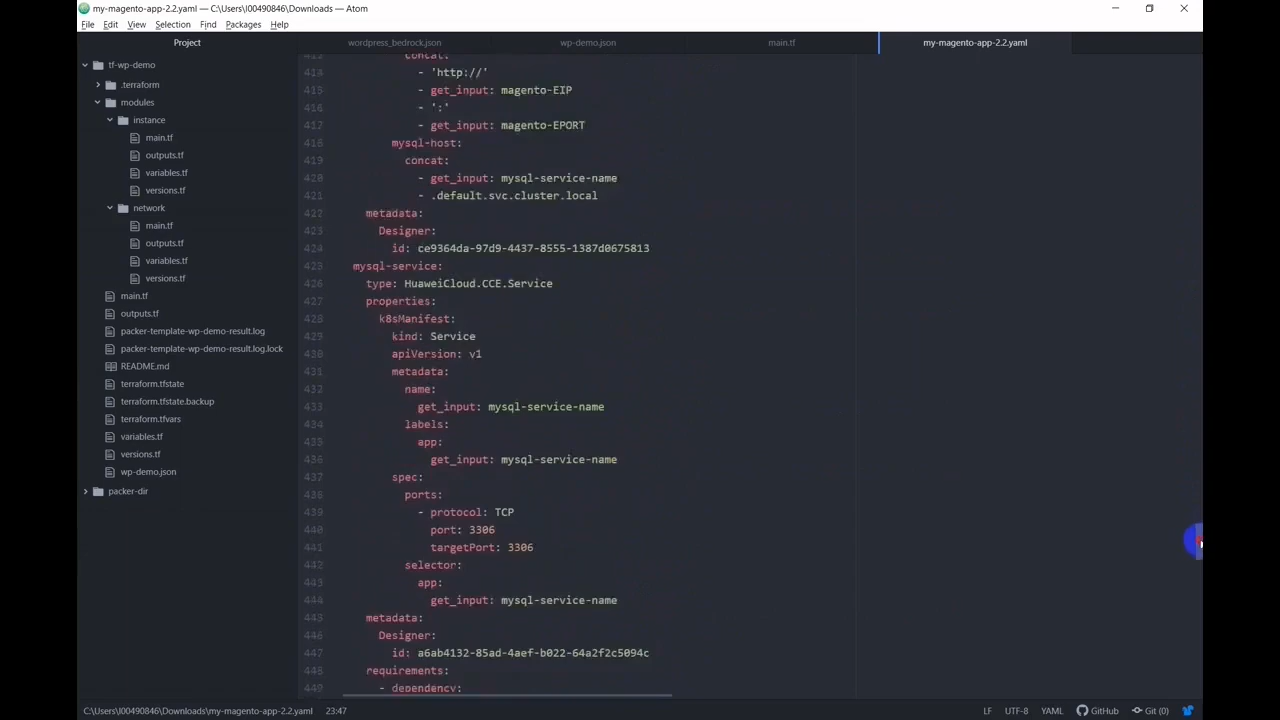 my-magento-app-2.2.yaml — C:\Users\l00490846\Downloads — Atom
File Edit View Selection Find Packages Help
Project
wordpress_bedrock.json
wp-demo.json
main.tf
my-magento-app-2.2.yaml
tf-wp-demo
.terraform
modules
instance
main.tf
outputs.tf
variables.tf
versions.tf
network
main.tf
outputs.tf
variables.tf
versions.tf
main.tf
outputs.tf
packer-template-wp-demo-result.log
packer-template-wp-demo-result.log.lock
README.md
terraform.tfstate
terraform.tfstate.backup
terraform.tfvars
variables.tf
versions.tf
wp-demo.json
packer-dir
413 concat:
414 - 'http://'
415 - get_input: magento-EIP
416 - ':'
417 - get_input: magento-EPORT
418 mysql-host:
419 concat:
420 - get_input: mysql-service-name
421 - .default.svc.cluster.local
422 metadata:
423 Designer:
424 id: ce9364da-97d9-4437-8555-1387d0675813
425 mysql-service:
426 type: HuaweiCloud.CCE.Service
427 properties:
428 k8sManifest:
429 kind: Service
430 apiVersion: v1
431 metadata:
432 name:
433 get_input: mysql-service-name
434 labels:
435 app:
436 get_input: mysql-service-name
437 spec:
438 ports:
439 - protocol: TCP
440 port: 3306
441 targetPort: 3306
442 selector:
443 app:
444 get_input: mysql-service-name
445 metadata:
446 Designer:
447 id: a6ab4132-85ad-4aef-b022-64a2f2c5094c
448 requirements:
449 - dependency:
C:\Users\l00490846\Downloads\my-magento-app-2.2.yaml 23:47
LF UTF-8 YAML GitHub Git (0)